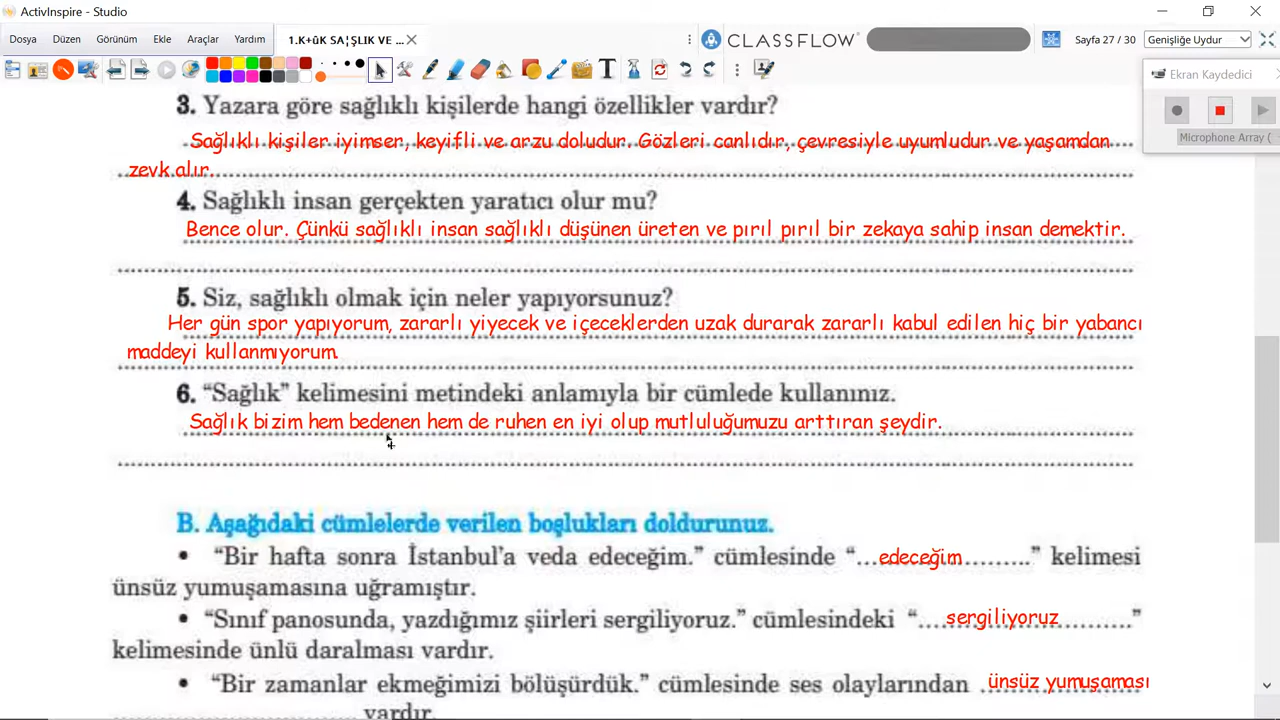 ActivInspire - Studio
Dosya Düzen Görünüm Ekle Araçlar Yardım 1.K+ûK SA¦ŞLIK VE ... CLASSFLOW Sayfa 27 / 30 Genişliğe Uydur
Ekran Kaydedici
Microphone Array (
3. Yazara göre sağlıklı kişilerde hangi özellikler vardır?
Sağlıklı kişiler iyimser, keyifli ve arzu doludur. Gözleri canlıdır, çevresiyle uyumludur ve yaşamdan
zevk alır.
4. Sağlıklı insan gerçekten yaratıcı olur mu?
Bence olur. Çünkü sağlıklı insan sağlıklı düşünen üreten ve pırıl pırıl bir zekaya sahip insan demektir.
5. Siz, sağlıklı olmak için neler yapıyorsunuz?
Her gün spor yapıyorum, zararlı yiyecek ve içeceklerden uzak durarak zararlı kabul edilen hiç bir yabancı
maddeyi kullanmıyorum.
6. “Sağlık” kelimesini metindeki anlamıyla bir cümlede kullanınız.
Sağlık bizim hem bedenen hem de ruhen en iyi olup mutluluğumuzu arttıran şeydir.
B. Aşağıdaki cümlelerde verilen boşlukları doldurunuz.
• “Bir hafta sonra İstanbul’a veda edeceğim.” cümlesinde “...edeceğim..........” kelimesi
ünsüz yumuşamasına uğramıştır.
• “Sınıf panosunda, yazdığımız şiirleri sergiliyoruz.” cümlesindeki “....sergiliyoruz..........”
kelimesinde ünlü daralması vardır.
• “Bir zamanlar ekmeğimizi bölüşürdük.” cümlesinde ses olaylarından ünsüz yumuşaması
vardır.